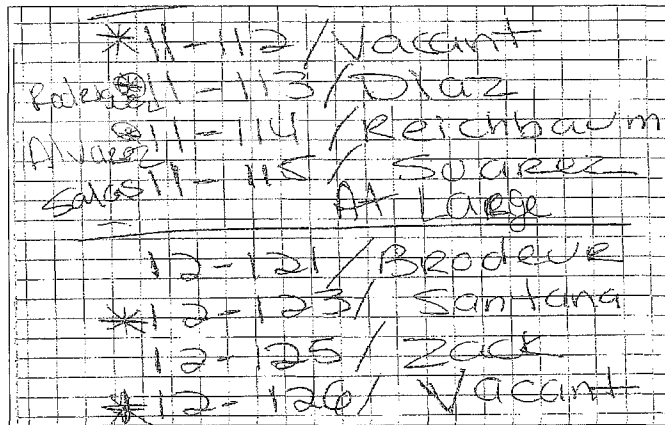 * 11-112 / Vacant
11-113 / Diaz
Alvarez 11-114 / Reichbaum
Salas 11-115 / Suarez
At Large
12-121 / Brodeur
* 12-123 / Santana
12-125 / Zack
* 12-126 / Vacant